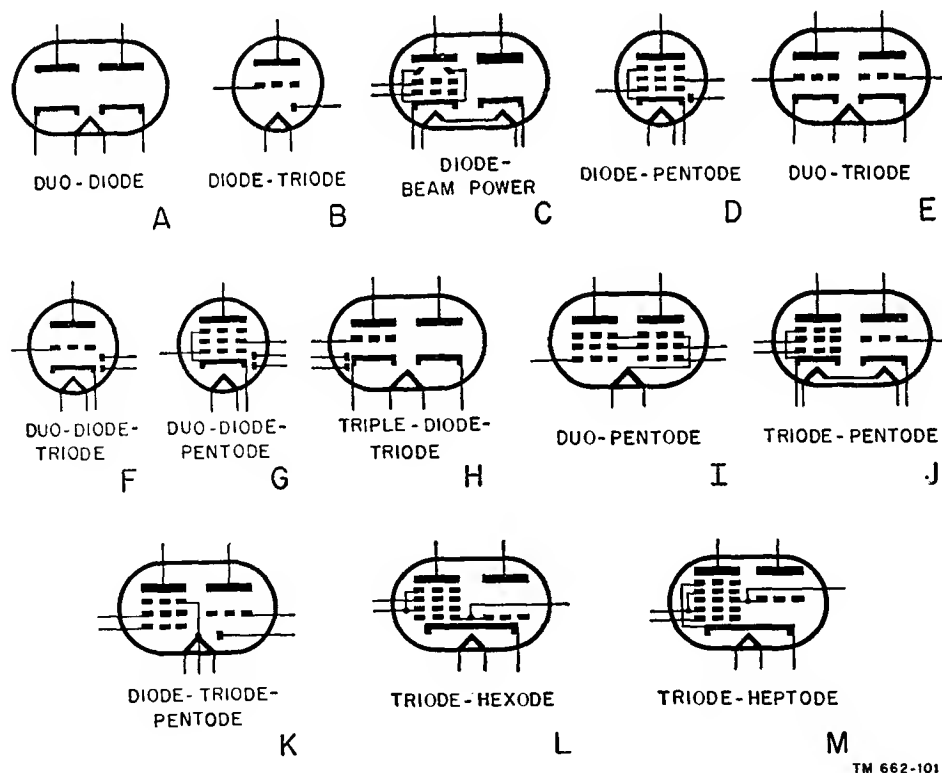 DUO-DIODE
A
DIODE-TRIODE
B
DIODE-
BEAM POWER
C
DIODE-PENTODE
D
DUO-TRIODE
E
DUO-DIODE-
TRIODE
F
DUO-DIODE-
PENTODE
G
TRIPLE-DIODE-
TRIODE
H
DUO-PENTODE
I
TRIODE-PENTODE
J
DIODE-TRIODE-
PENTODE
K
TRIODE-HEXODE
L
TRIODE-HEPTODE
M
TM 662-101